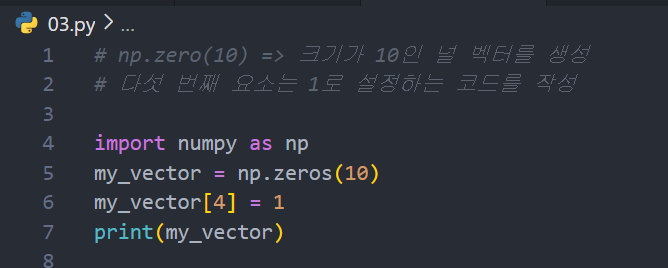 03.py > ...
1 # np.zero(10) => 크기가 10인 널 벡터를 생성
2 # 다섯 번째 요소는 1로 설정하는 코드를 작성
3
4 import numpy as np
5 my_vector = np.zeros(10)
6 my_vector[4] = 1
7 print(my_vector)
8